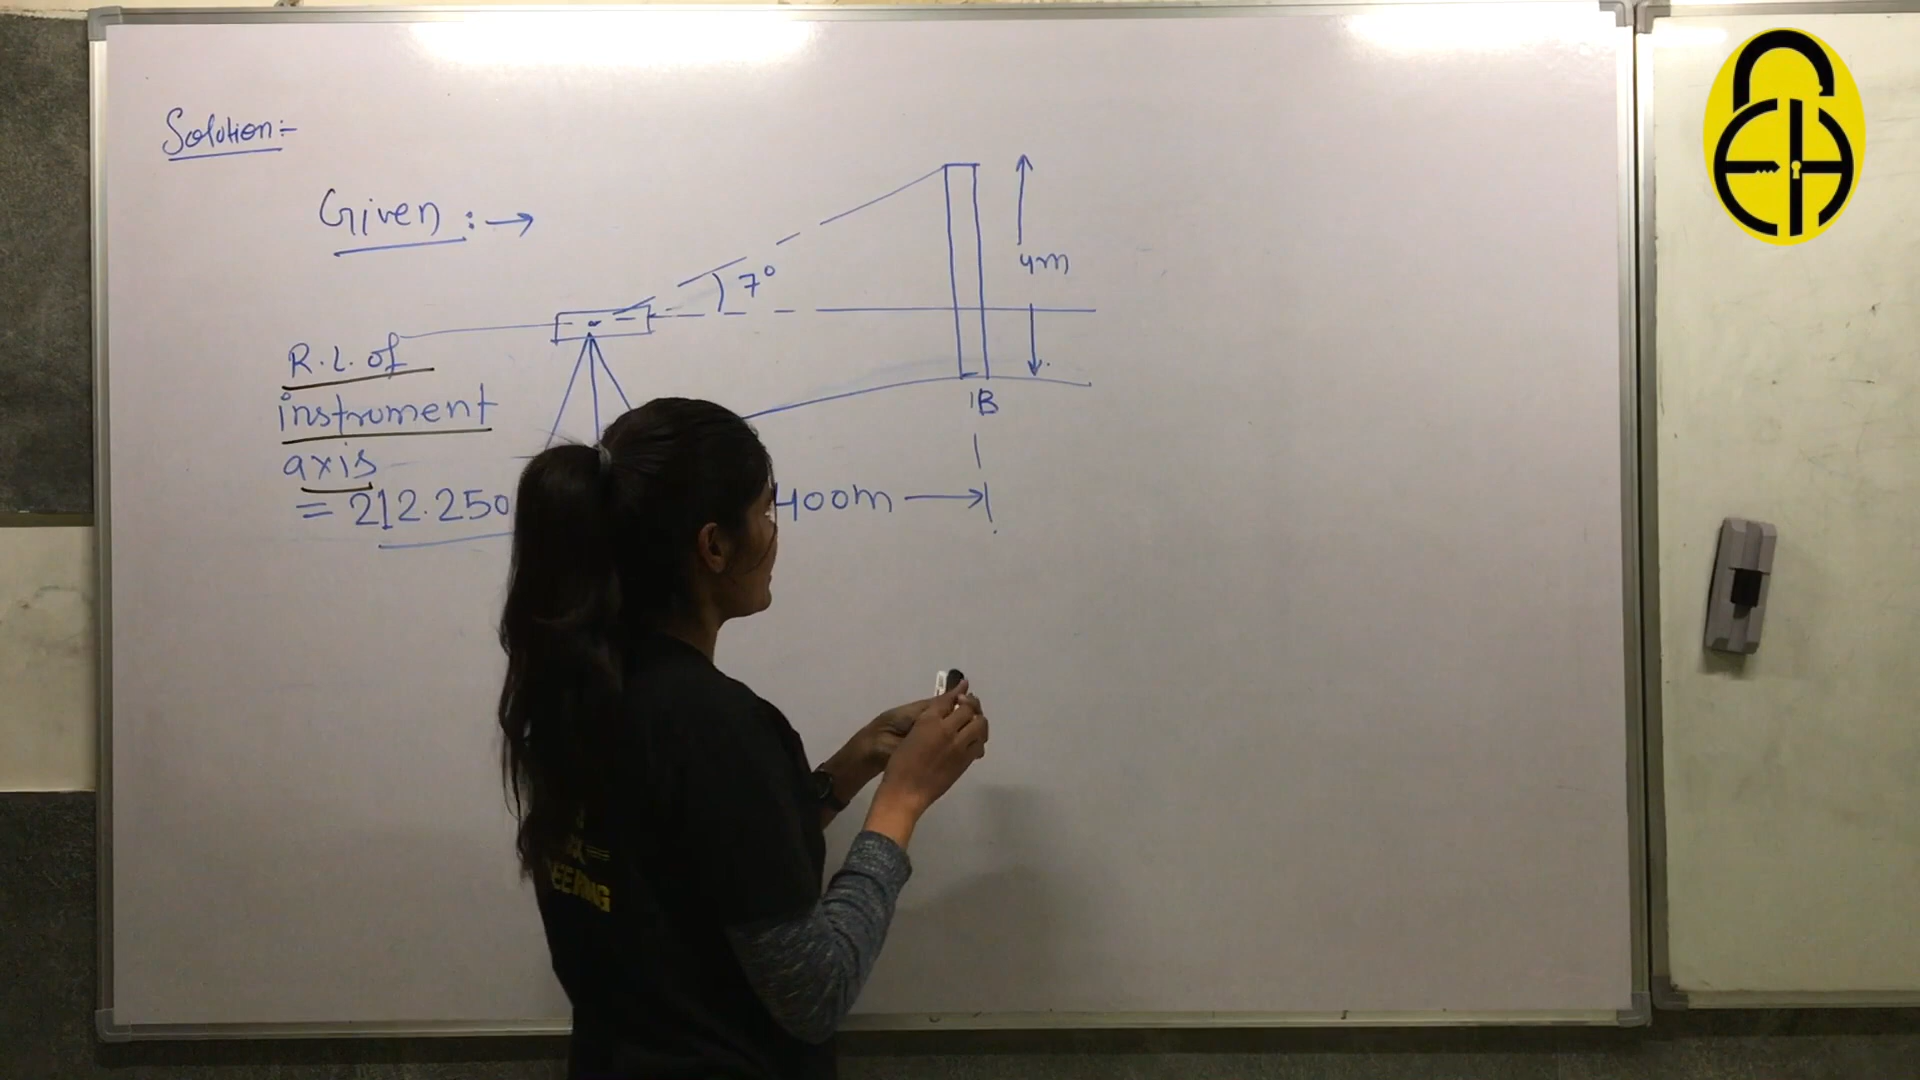 Solution:-
Given :→
7°
4m
R.L. of
instrument
axis
= 212.250
B
400m